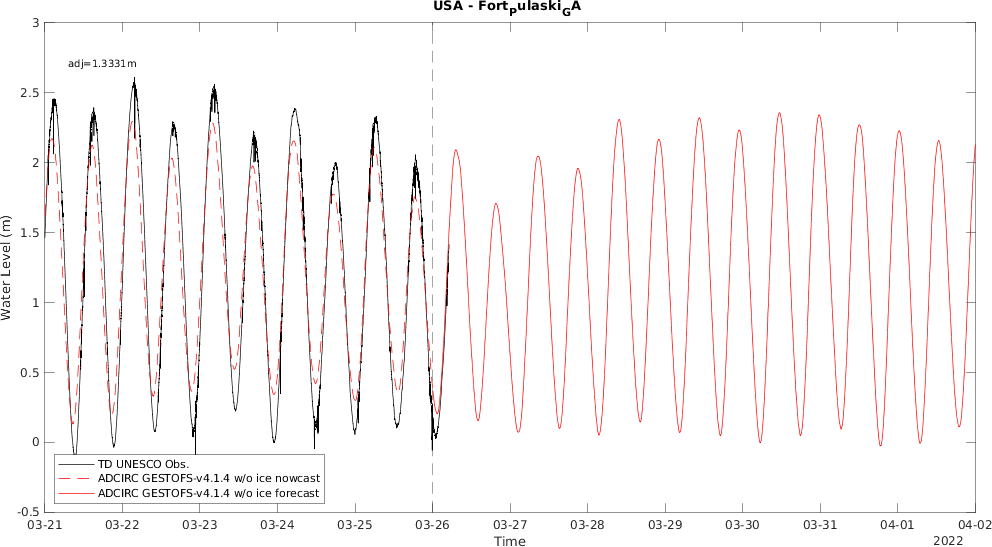 USA - FortPulaskiGA
adj=1.3331m
3
2.5
2
1.5
1
0.5
0
-0.5
Water Level (m)
TD UNESCO Obs.
ADCIRC GESTOFS-v4.1.4 w/o ice nowcast
ADCIRC GESTOFS-v4.1.4 w/o ice forecast
03-21 03-22 03-23 03-24 03-25 03-26 03-27 03-28 03-29 03-30 03-31 04-01 04-02
Time
2022